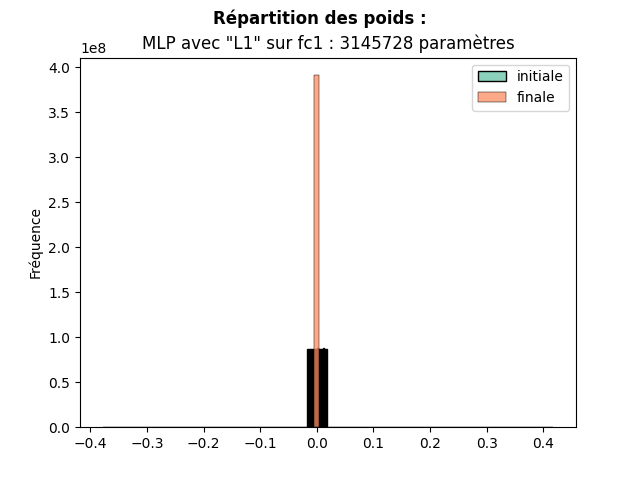 Répartition des poids :
MLP avec "L1" sur fc1 : 3145728 paramètres
1e8
4.0
3.5
3.0
2.5
2.0
1.5
1.0
0.5
0.0
Fréquence
initiale
finale
−0.4 −0.3 −0.2 −0.1 0.0 0.1 0.2 0.3 0.4